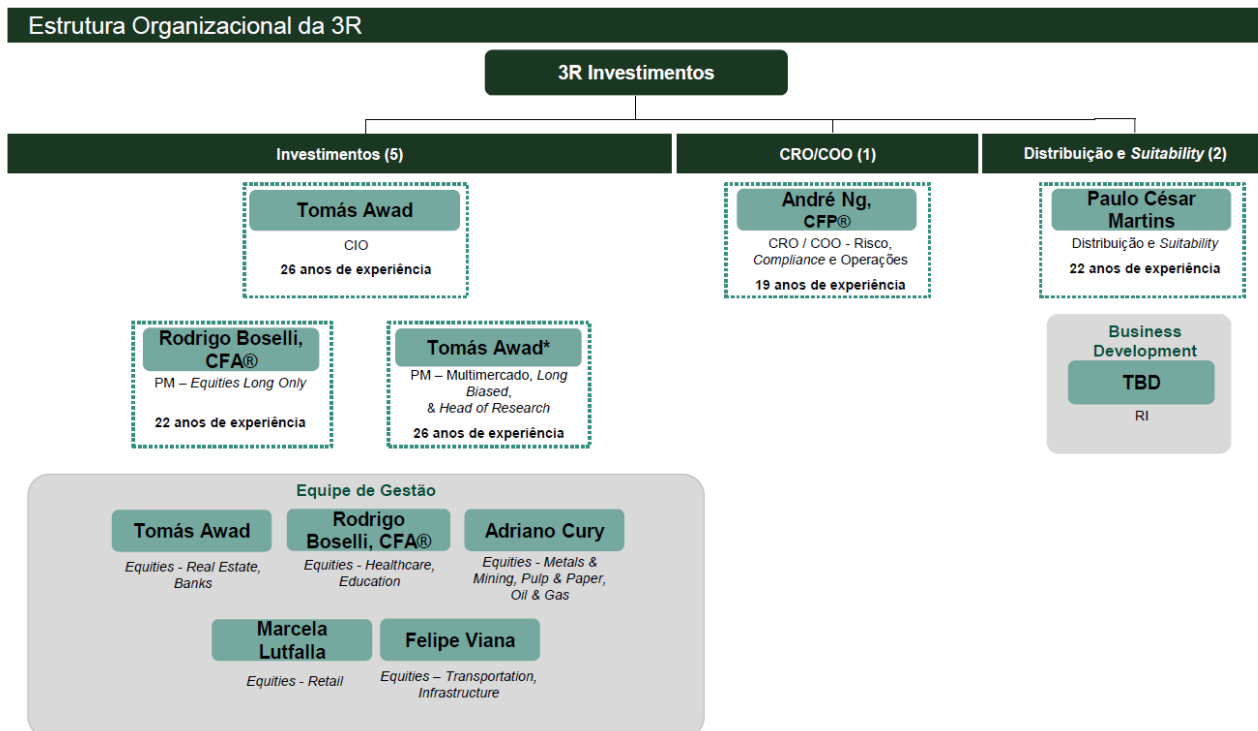 Estrutura Organizacional da 3R
3R Investimentos
Investimentos (5)
CRO/COO (1)
Distribuição e Suitability (2)
Tomás Awad
CIO
26 anos de experiência
André Ng,
CFP®
CRO / COO - Risco,
Compliance e Operações
19 anos de experiência
Paulo César
Martins
Distribuição e Suitability
22 anos de experiência
Rodrigo Boselli,
CFA®
PM – Equities Long Only
22 anos de experiência
Tomás Awad*
PM – Multimercado, Long
Biased,
& Head of Research
26 anos de experiência
Business
Development
TBD
RI
Equipe de Gestão
Tomás Awad
Equities - Real Estate,
Banks
Rodrigo
Boselli, CFA®
Equities - Healthcare,
Education
Adriano Cury
Equities - Metals &
Mining, Pulp & Paper,
Oil & Gas
Marcela
Lutfalla
Equities - Retail
Felipe Viana
Equities – Transportation,
Infrastructure